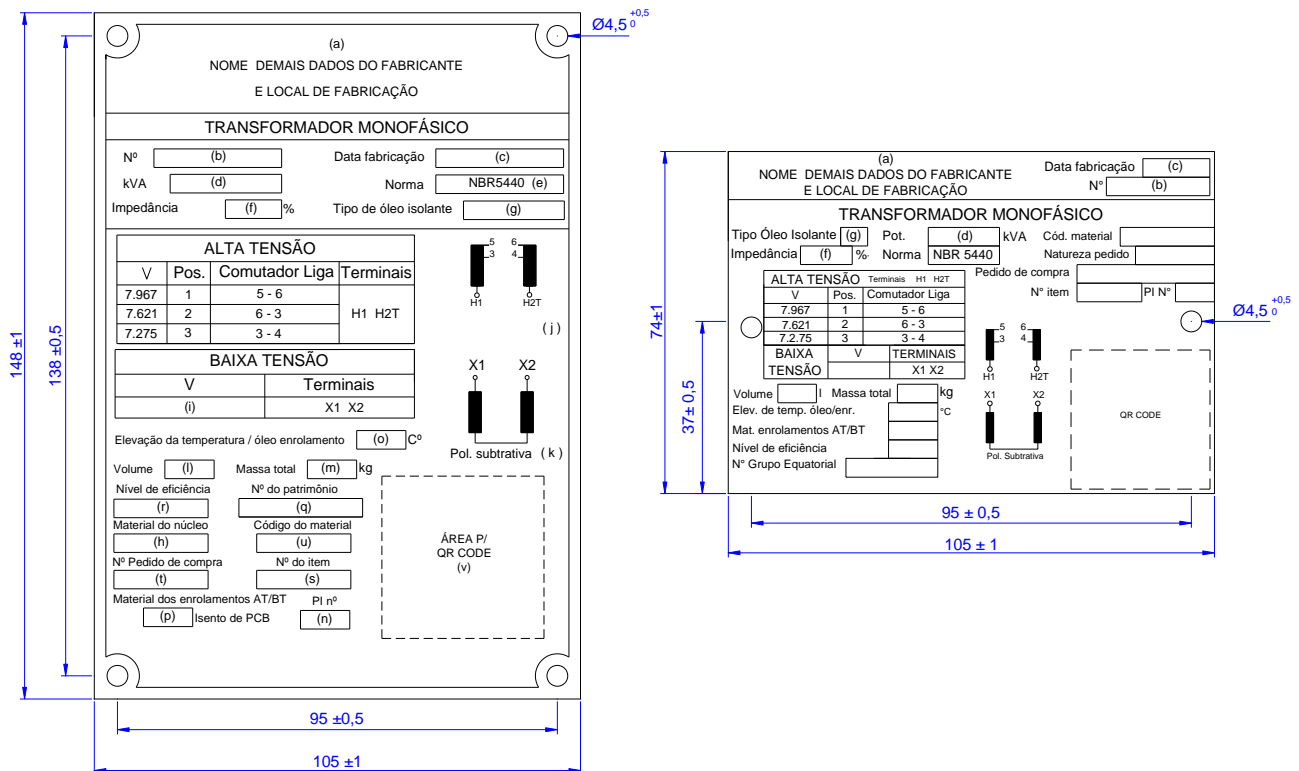 (a)
NOME DEMAIS DADOS DO FABRICANTE
E LOCAL DE FABRICAÇÃO
TRANSFORMADOR MONOFÁSICO
Nº (b) Data fabricação (c)
kVA (d) Norma NBR5440 (e)
Impedância (f) % Tipo de óleo isolante (g)
ALTA TENSÃO
V Pos. Comutador Liga Terminais
7.967 1 5 - 6
7.621 2 6 - 3 H1 H2T
7.275 3 3 - 4
5 6
3 4
H1 H2T
(j)
BAIXA TENSÃO
V Terminais
(i) X1 X2
X1 X2
Pol. subtrativa (k)
Elevação da temperatura / óleo enrolamento (o) Cº
Volume (l) Massa total (m) kg
Nível de eficiência Nº do patrimônio
(r) (q)
Material do núcleo Código do material
(h) (u)
Nº Pedido de compra Nº do item
(t) (s)
Material dos enrolamentos AT/BT PI nº
(p) Isento de PCB (n)
ÁREA P/
QR CODE
(v)
148 ±1
138 ±0,5
95 ±0,5
105 ±1
Ø4,5 +0,5 0
(a)
NOME DEMAIS DADOS DO FABRICANTE
E LOCAL DE FABRICAÇÃO
Data fabricação (c)
N° (b)
TRANSFORMADOR MONOFÁSICO
Tipo Óleo Isolante (g) Pot. (d) kVA Cód. material
Impedância (f) % Norma NBR 5440 Natureza pedido
Pedido de compra
N° item PI N°
ALTA TENSÃO Terminais H1 H2T
V Pos. Comutador Liga
7.967 1 5 - 6
7.621 2 6 - 3
7.2.75 3 3 - 4
BAIXA TENSÃO V TERMINAIS
X1 X2
5 6
3 4
H1 H2T
X1 X2
Pol. Subtrativa
Volume l Massa total kg
Elev. de temp. óleo/enr. °C
Mat. enrolamentos AT/BT
Nível de eficiência
N° Grupo Equatorial
QR CODE
74±1
37± 0,5
95 ± 0,5
105 ± 1
Ø4,5 +0,5 0